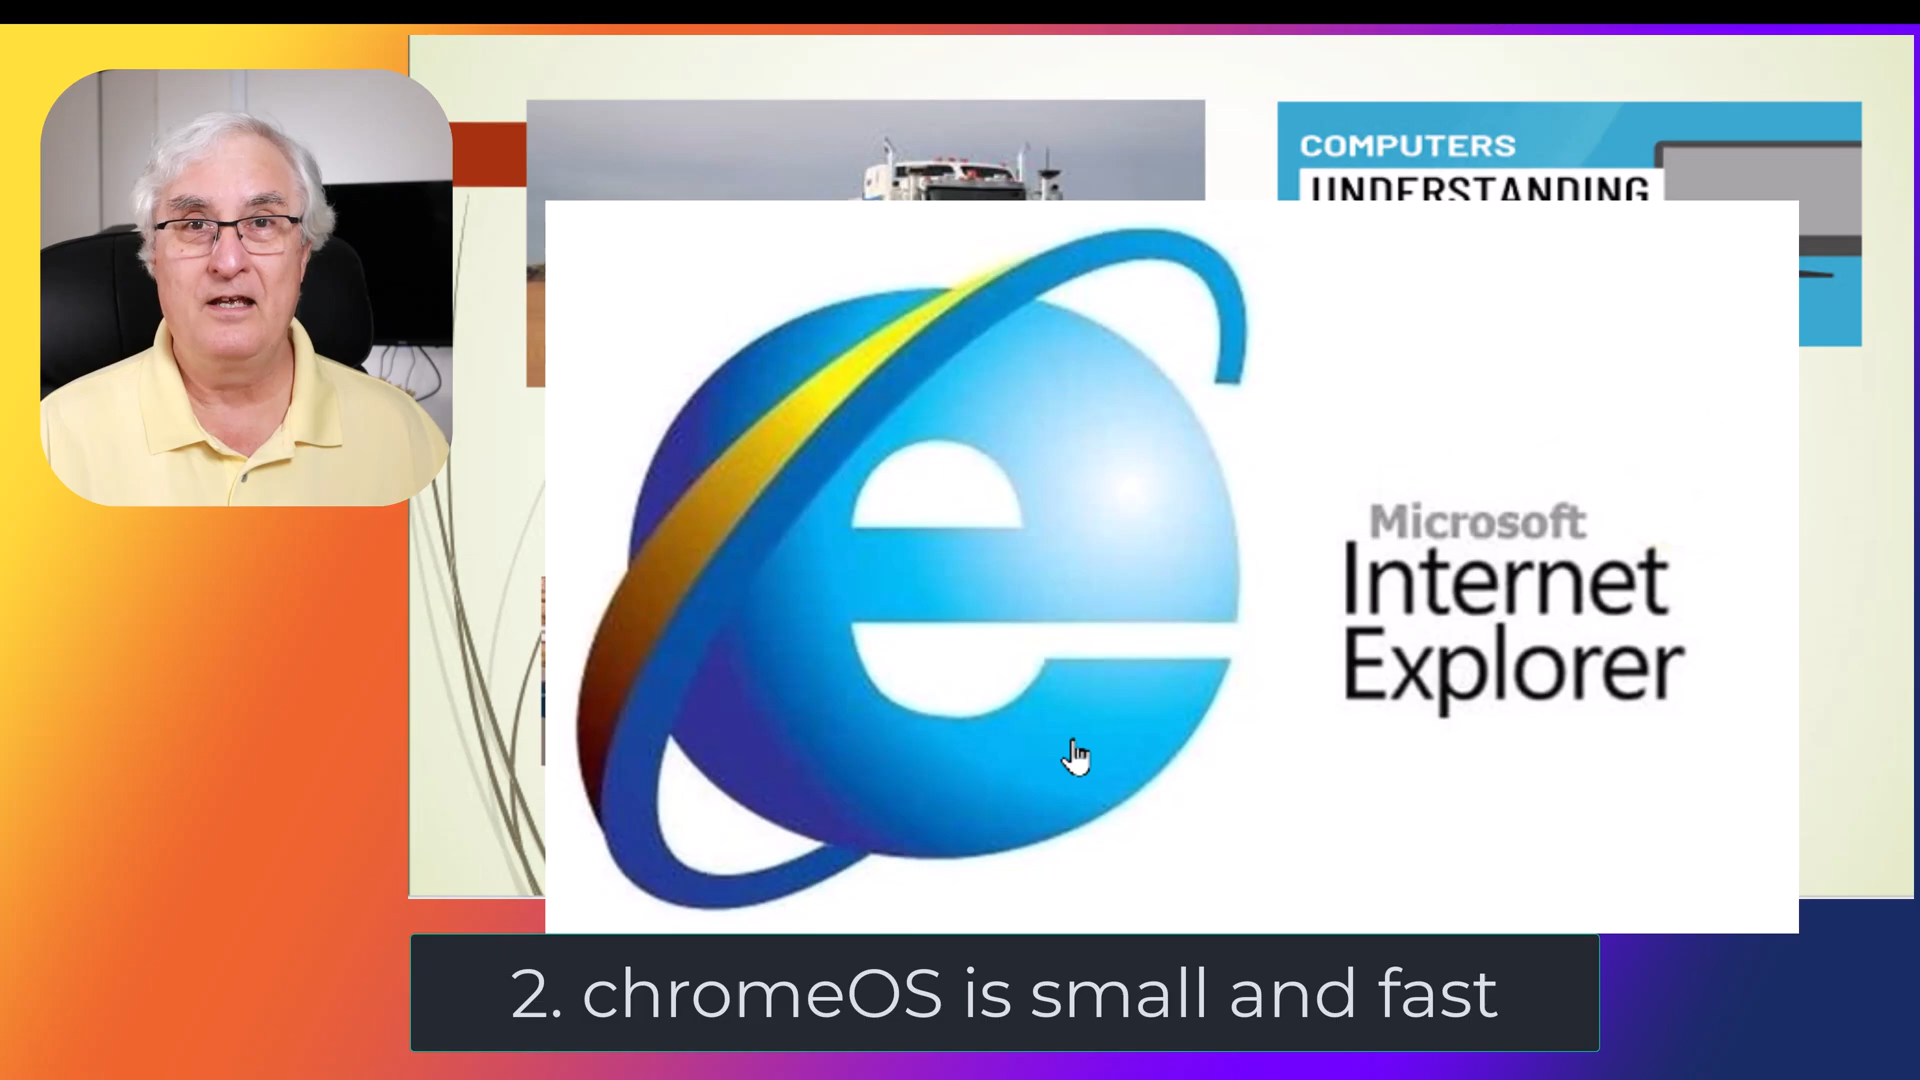 COMPUTERS
UNDERSTANDING
Microsoft
Internet
Explorer
2. chromeOS is small and fast